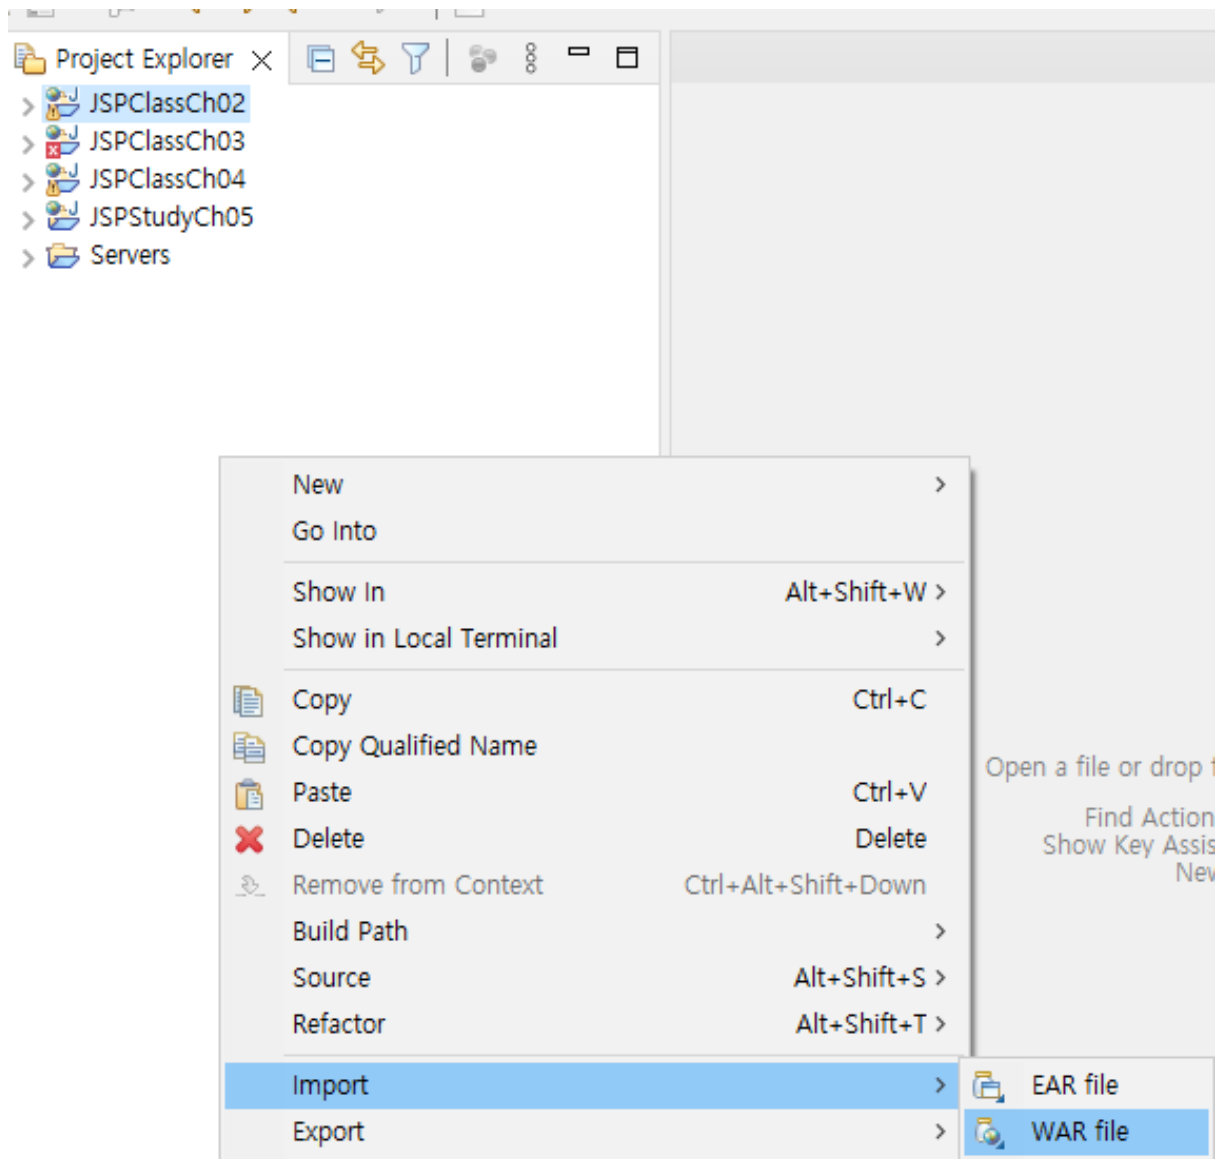 Project Explorer
JSPClassCh02
JSPClassCh03
JSPClassCh04
JSPStudyCh05
Servers
New
Go Into
Show In Alt+Shift+W
Show in Local Terminal
Copy Ctrl+C
Copy Qualified Name
Paste Ctrl+V
Delete Delete
Remove from Context Ctrl+Alt+Shift+Down
Build Path
Source Alt+Shift+S
Refactor Alt+Shift+T
Import
Export
EAR file
WAR file
Open a file or drop
Find Action
Show Key